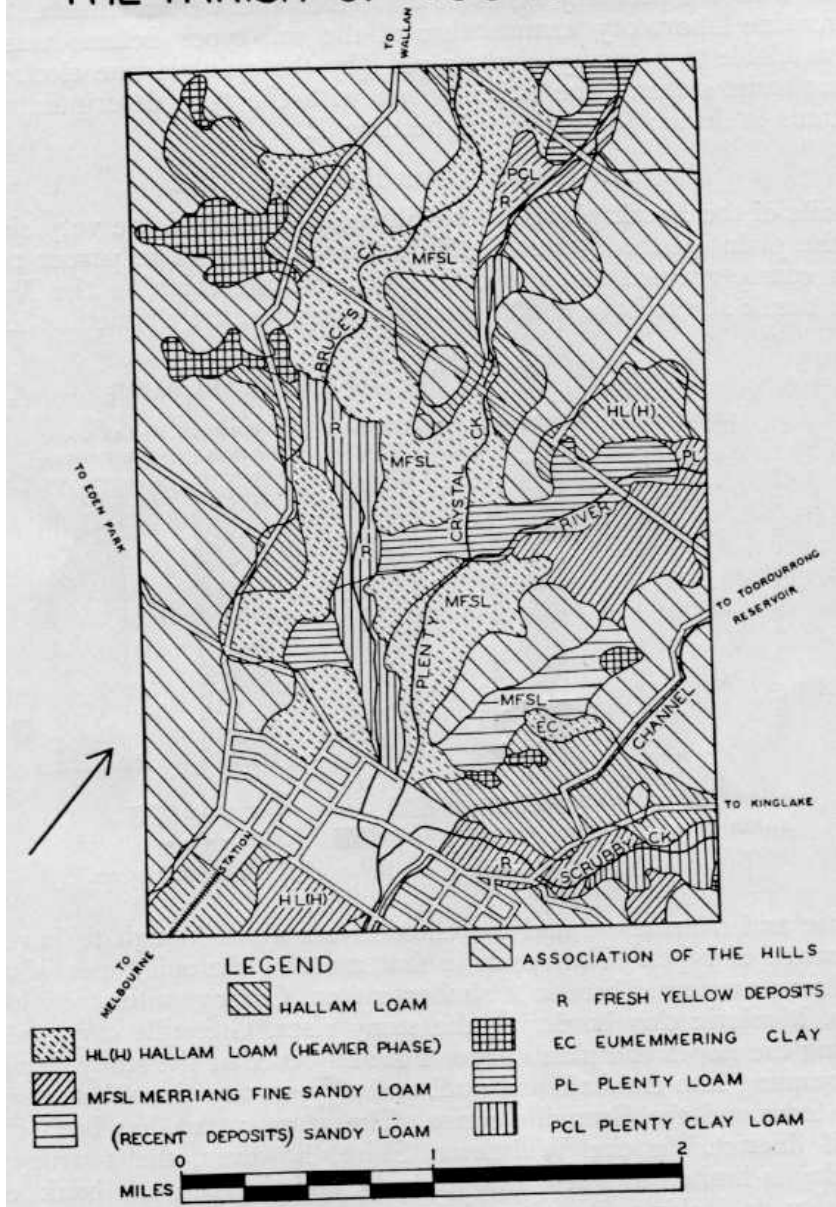 THE PARISH OF
TO WALLAN
PCL
R
MFSL
BRUCE'S CK
HL(H)
R
MFSL
CRYSTAL CK
PL
TO EDEN PARK
RIVER
R
MFSL
TO TOOROURRONG
RESERVOIR
PLENTY
MFSL
EC
CHANNEL
TO KINGLAKE
STATION
R
SCRUBBY CK
HL(H)
TO MELBOURNE
LEGEND
ASSOCIATION OF THE HILLS
HALLAM LOAM
R FRESH YELLOW DEPOSITS
HL(H) HALLAM LOAM (HEAVIER PHASE)
EC EUMEMMERING CLAY
MFSL MERRIANG FINE SANDY LOAM
PL PLENTY LOAM
(RECENT DEPOSITS) SANDY LOAM
PCL PLENTY CLAY LOAM
0 1 2
MILES